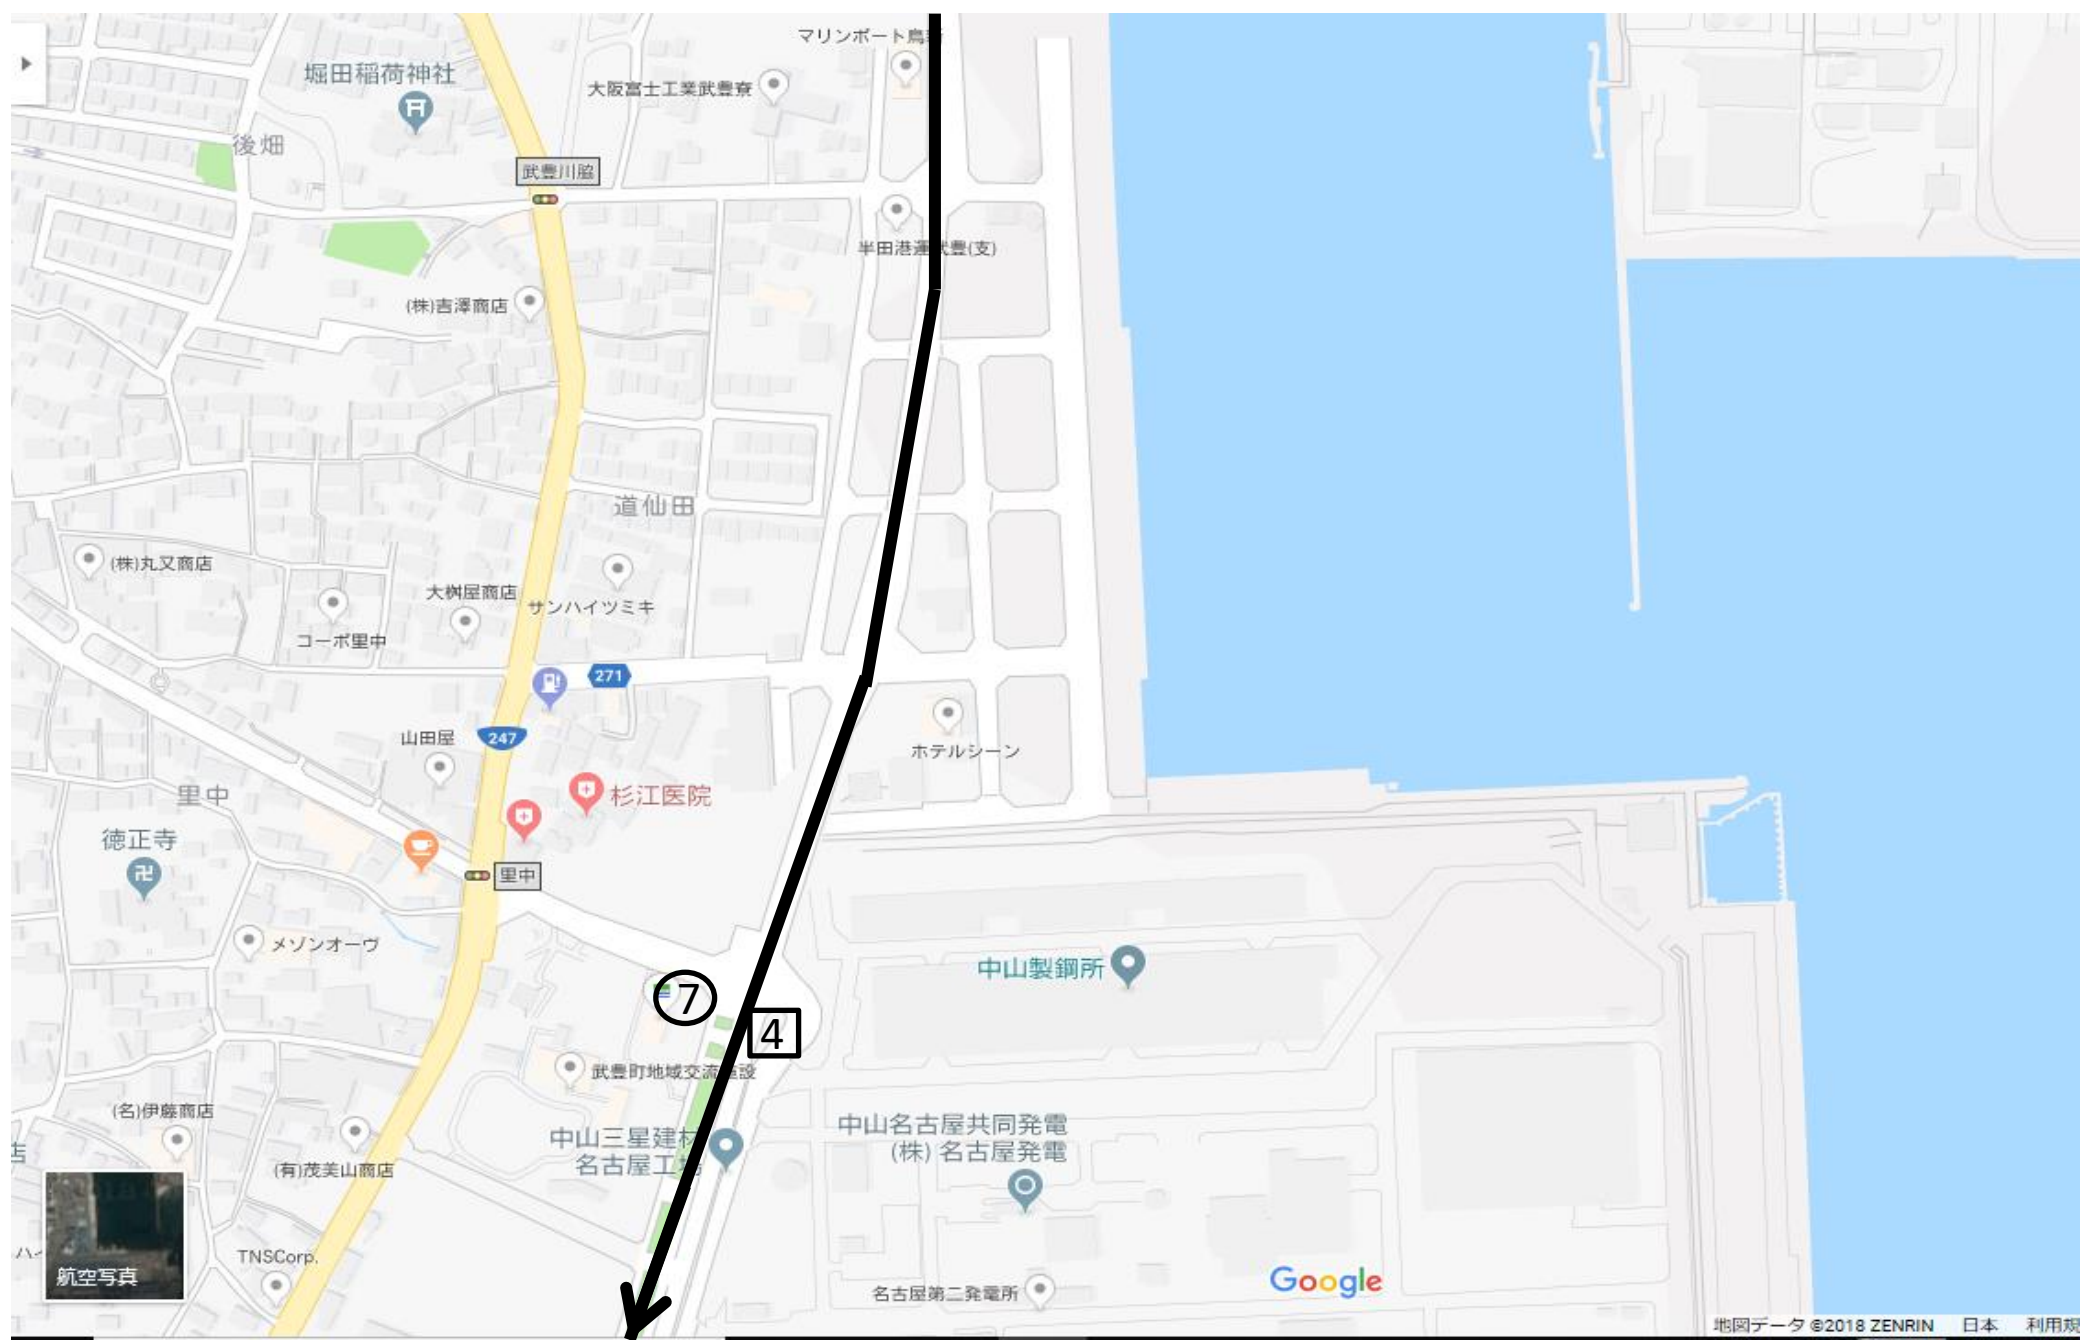 マリンポート鳥
堀田稲荷神社
大阪富士工業武豊寮
後畑
武豊川脇
半田港運武豊(支)
(株)吉澤商店
道仙田
(株)丸又商店
大桝屋商店
サンハイツミキ
コーポ里中
271
山田屋
247
ホテルシーン
里中
杉江医院
徳正寺
里中
メゾンオーヴ
中山製鋼所
7
4
武豊町地域交流施設
(名)伊藤商店
中山三星建材
名古屋工場
中山名古屋共同発電
(株) 名古屋発電
(有)茂美山商店
TNSCorp.
航空写真
名古屋第二発電所
Google
地図データ ©2018 ZENRIN 日本 利用規